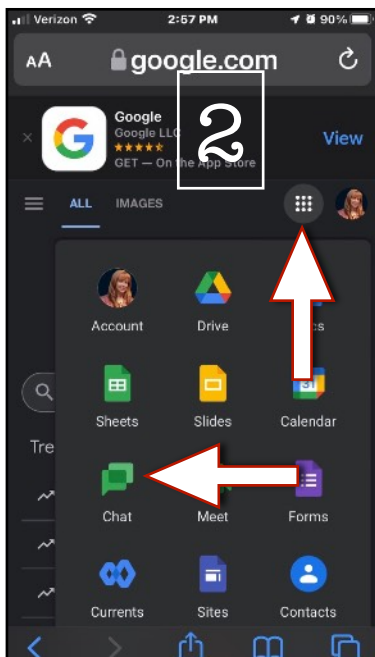 Verizon 2:57 PM 90%
AA google.com
Google
Google LLC
GET — On the App Store
View
2
ALL IMAGES
Account Drive
Sheets Slides Calendar
31
Tre
Chat Meet Forms
Currents Sites Contacts